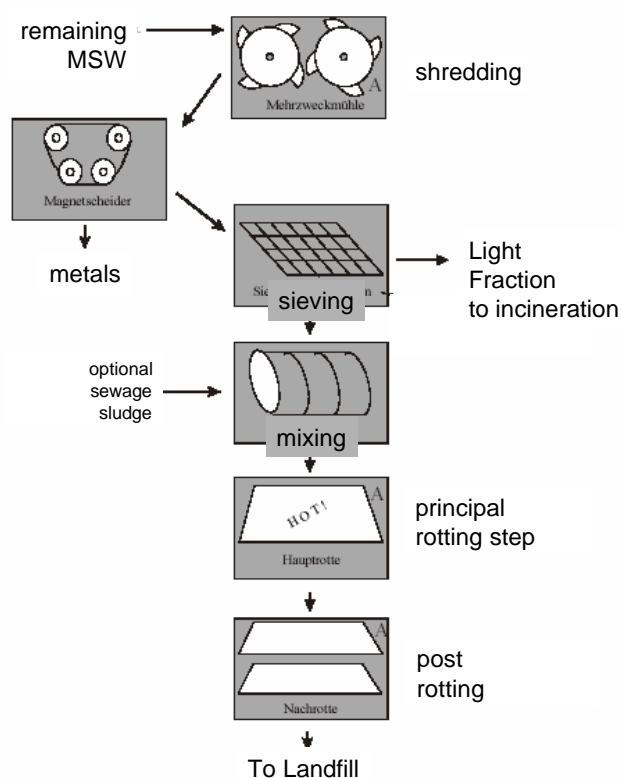 remaining
MSW
A
Mehrzweckmühle
shredding
Magnetscheider
metals
Sie
n
sieving
Light
Fraction
to incineration
optional
sewage
sludge
mixing
A
HOT!
Hauptrotte
principal
rotting step
A
Nachrotte
post
rotting
To Landfill